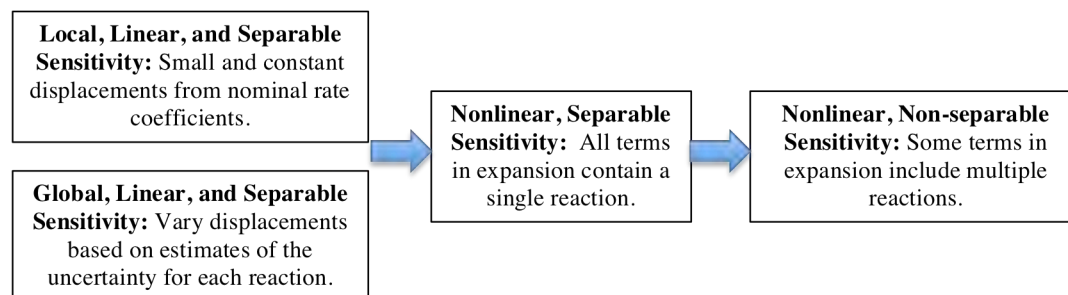 Local, Linear, and Separable
Sensitivity: Small and constant
displacements from nominal rate
coefficients.
Global, Linear, and Separable
Sensitivity: Vary displacements
based on estimates of the
uncertainty for each reaction.
Nonlinear, Separable
Sensitivity: All terms
in expansion contain a
single reaction.
Nonlinear, Non-separable
Sensitivity: Some terms in
expansion include multiple
reactions.